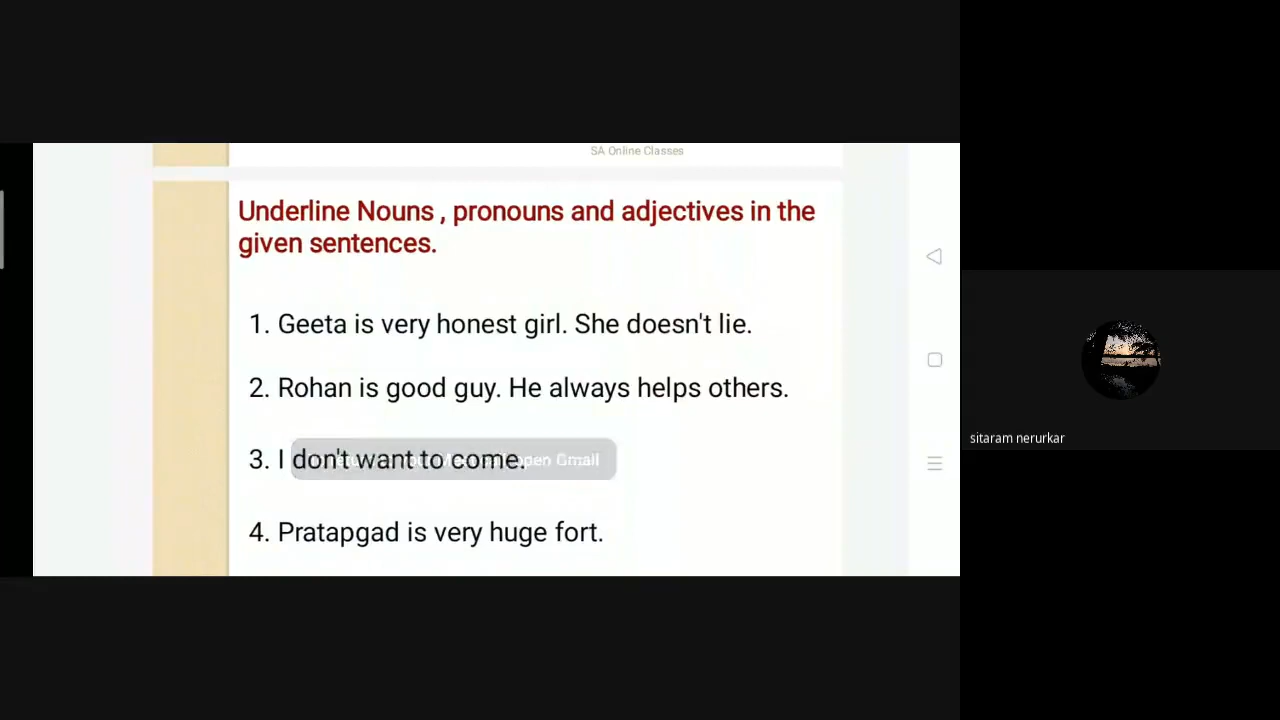 SA Online Classes
Underline Nouns , pronouns and adjectives in the
given sentences.
1. Geeta is very honest girl. She doesn't lie.
2. Rohan is good guy. He always helps others.
3. I don't want to come.
open Gmail
4. Pratapgad is very huge fort.
sitaram nerurkar